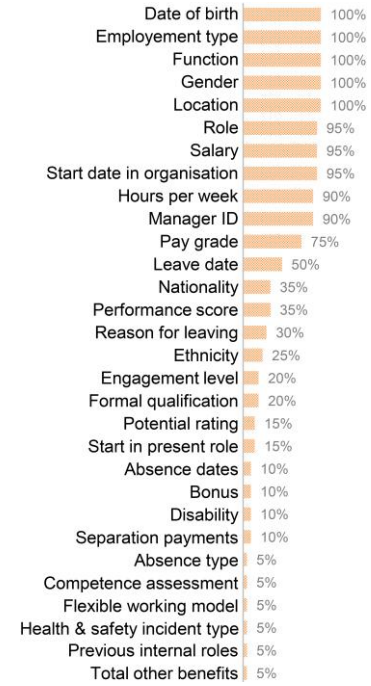 Date of birth 100%
Employement type 100%
Function 100%
Gender 100%
Location 100%
Role 95%
Salary 95%
Start date in organisation 95%
Hours per week 90%
Manager ID 90%
Pay grade 75%
Leave date 50%
Nationality 35%
Performance score 35%
Reason for leaving 30%
Ethnicity 25%
Engagement level 20%
Formal qualification 20%
Potential rating 15%
Start in present role 15%
Absence dates 10%
Bonus 10%
Disability 10%
Separation payments 10%
Absence type 5%
Competence assessment 5%
Flexible working model 5%
Health & safety incident type 5%
Previous internal roles 5%
Total other benefits 5%